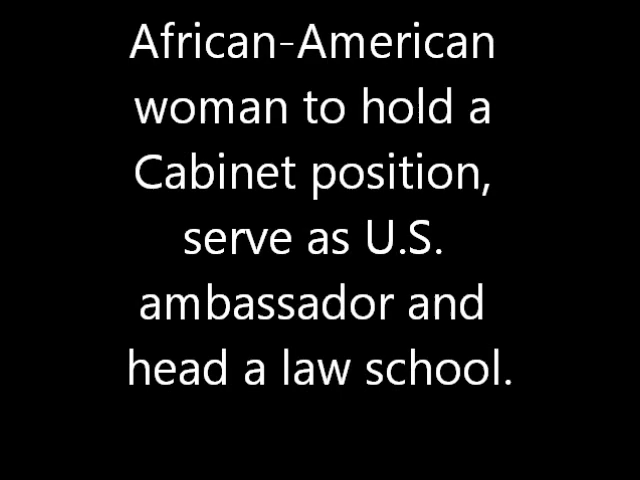 African-American
woman to hold a
Cabinet position,
serve as U.S.
ambassador and
head a law school.